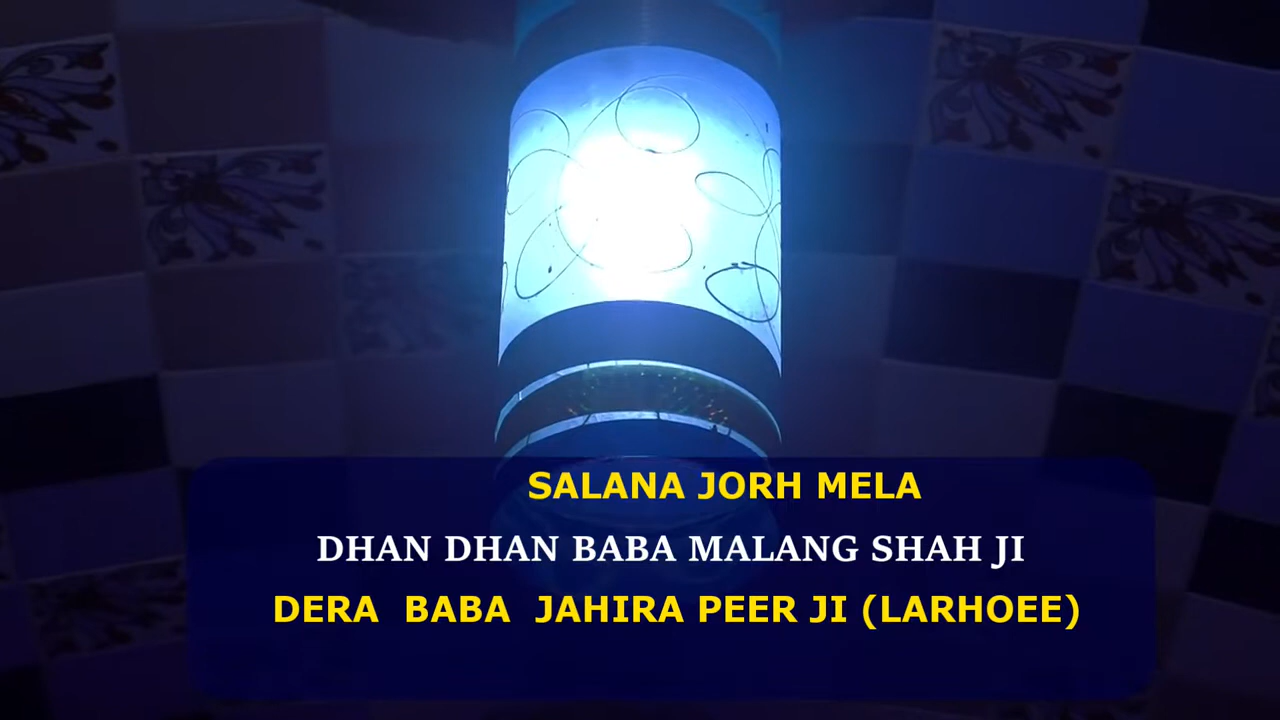 SALANA JORH MELA
DHAN DHAN BABA MALANG SHAH JI
DERA BABA JAHIRA PEER JI (LARHOEE)